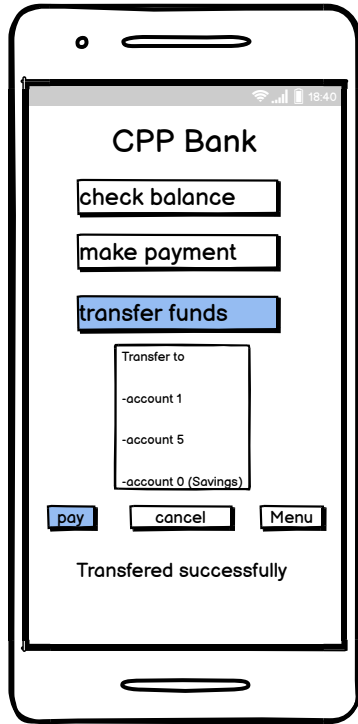 18:40
CPP Bank
check balance
make payment
transfer funds
Transfer to
-account 1
-account 5
-account 0 (Savings)
pay cancel Menu
Transfered successfully